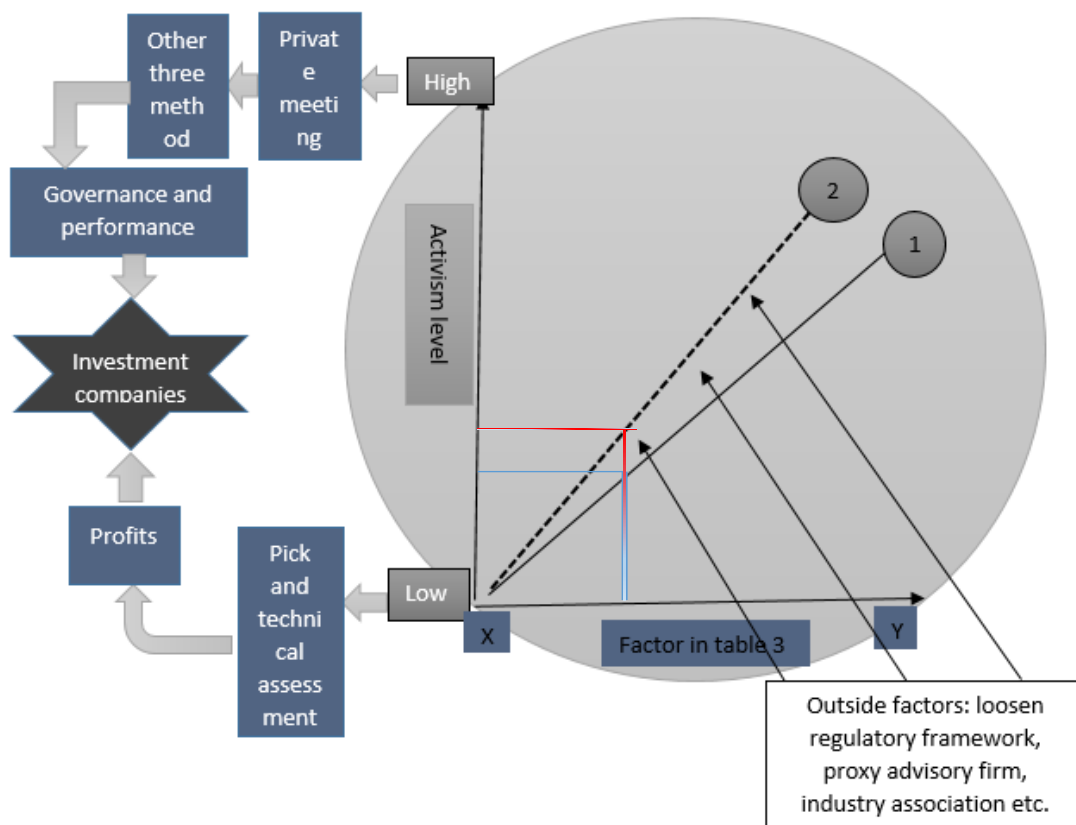 Other
three
meth
od
Privat
e
meeti
ng
High
Governance and
performance
Activism level
2
1
Investment
companies
Profits
Pick
and
techni
cal
assess
ment
Low
X
Factor in table 3
Y
Outside factors: loosen
regulatory framework,
proxy advisory firm,
industry association etc.